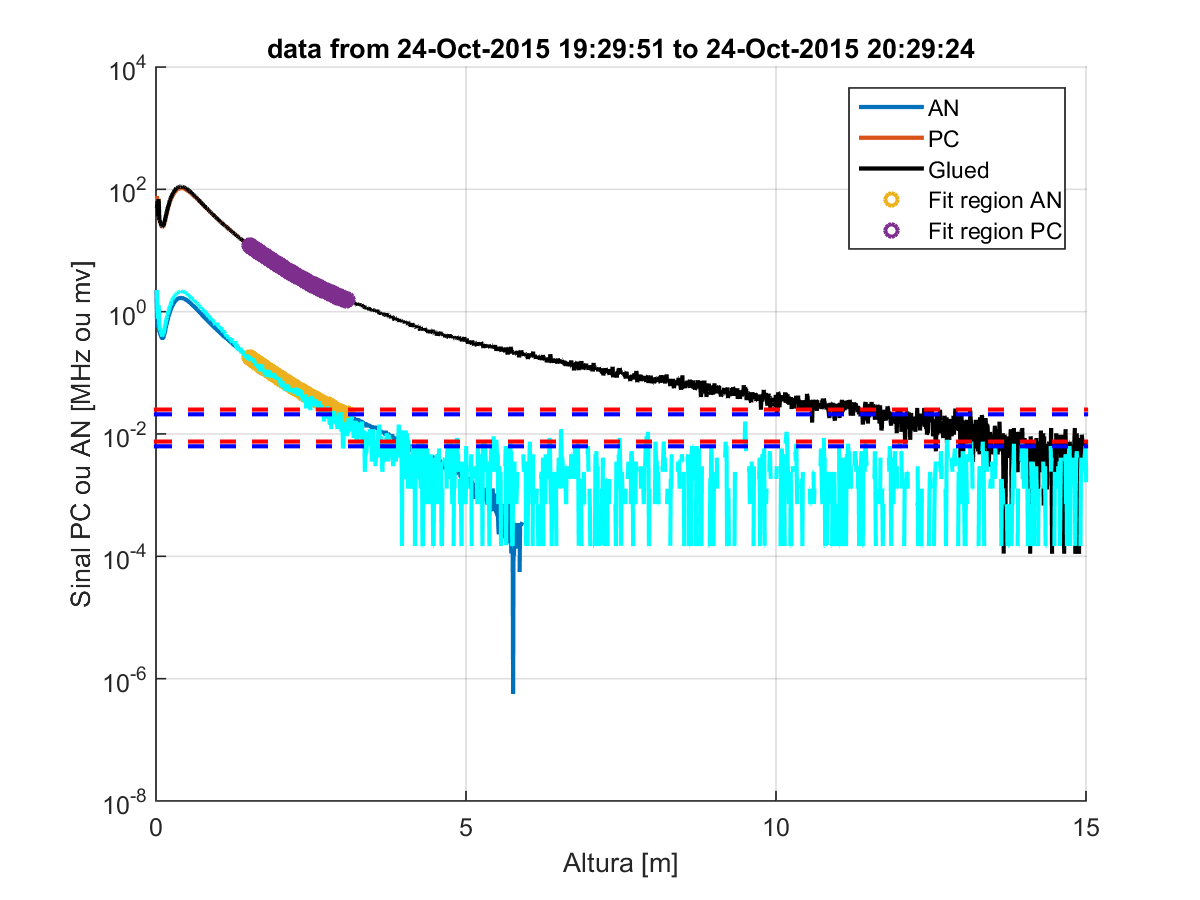 data from 24-Oct-2015 19:29:51 to 24-Oct-2015 20:29:24
AN
PC
Glued
Fit region AN
Fit region PC
Sinal PC ou AN [MHz ou mv]
10^4
10^2
10^0
10^-2
10^-4
10^-6
10^-8
0 5 10 15
Altura [m]